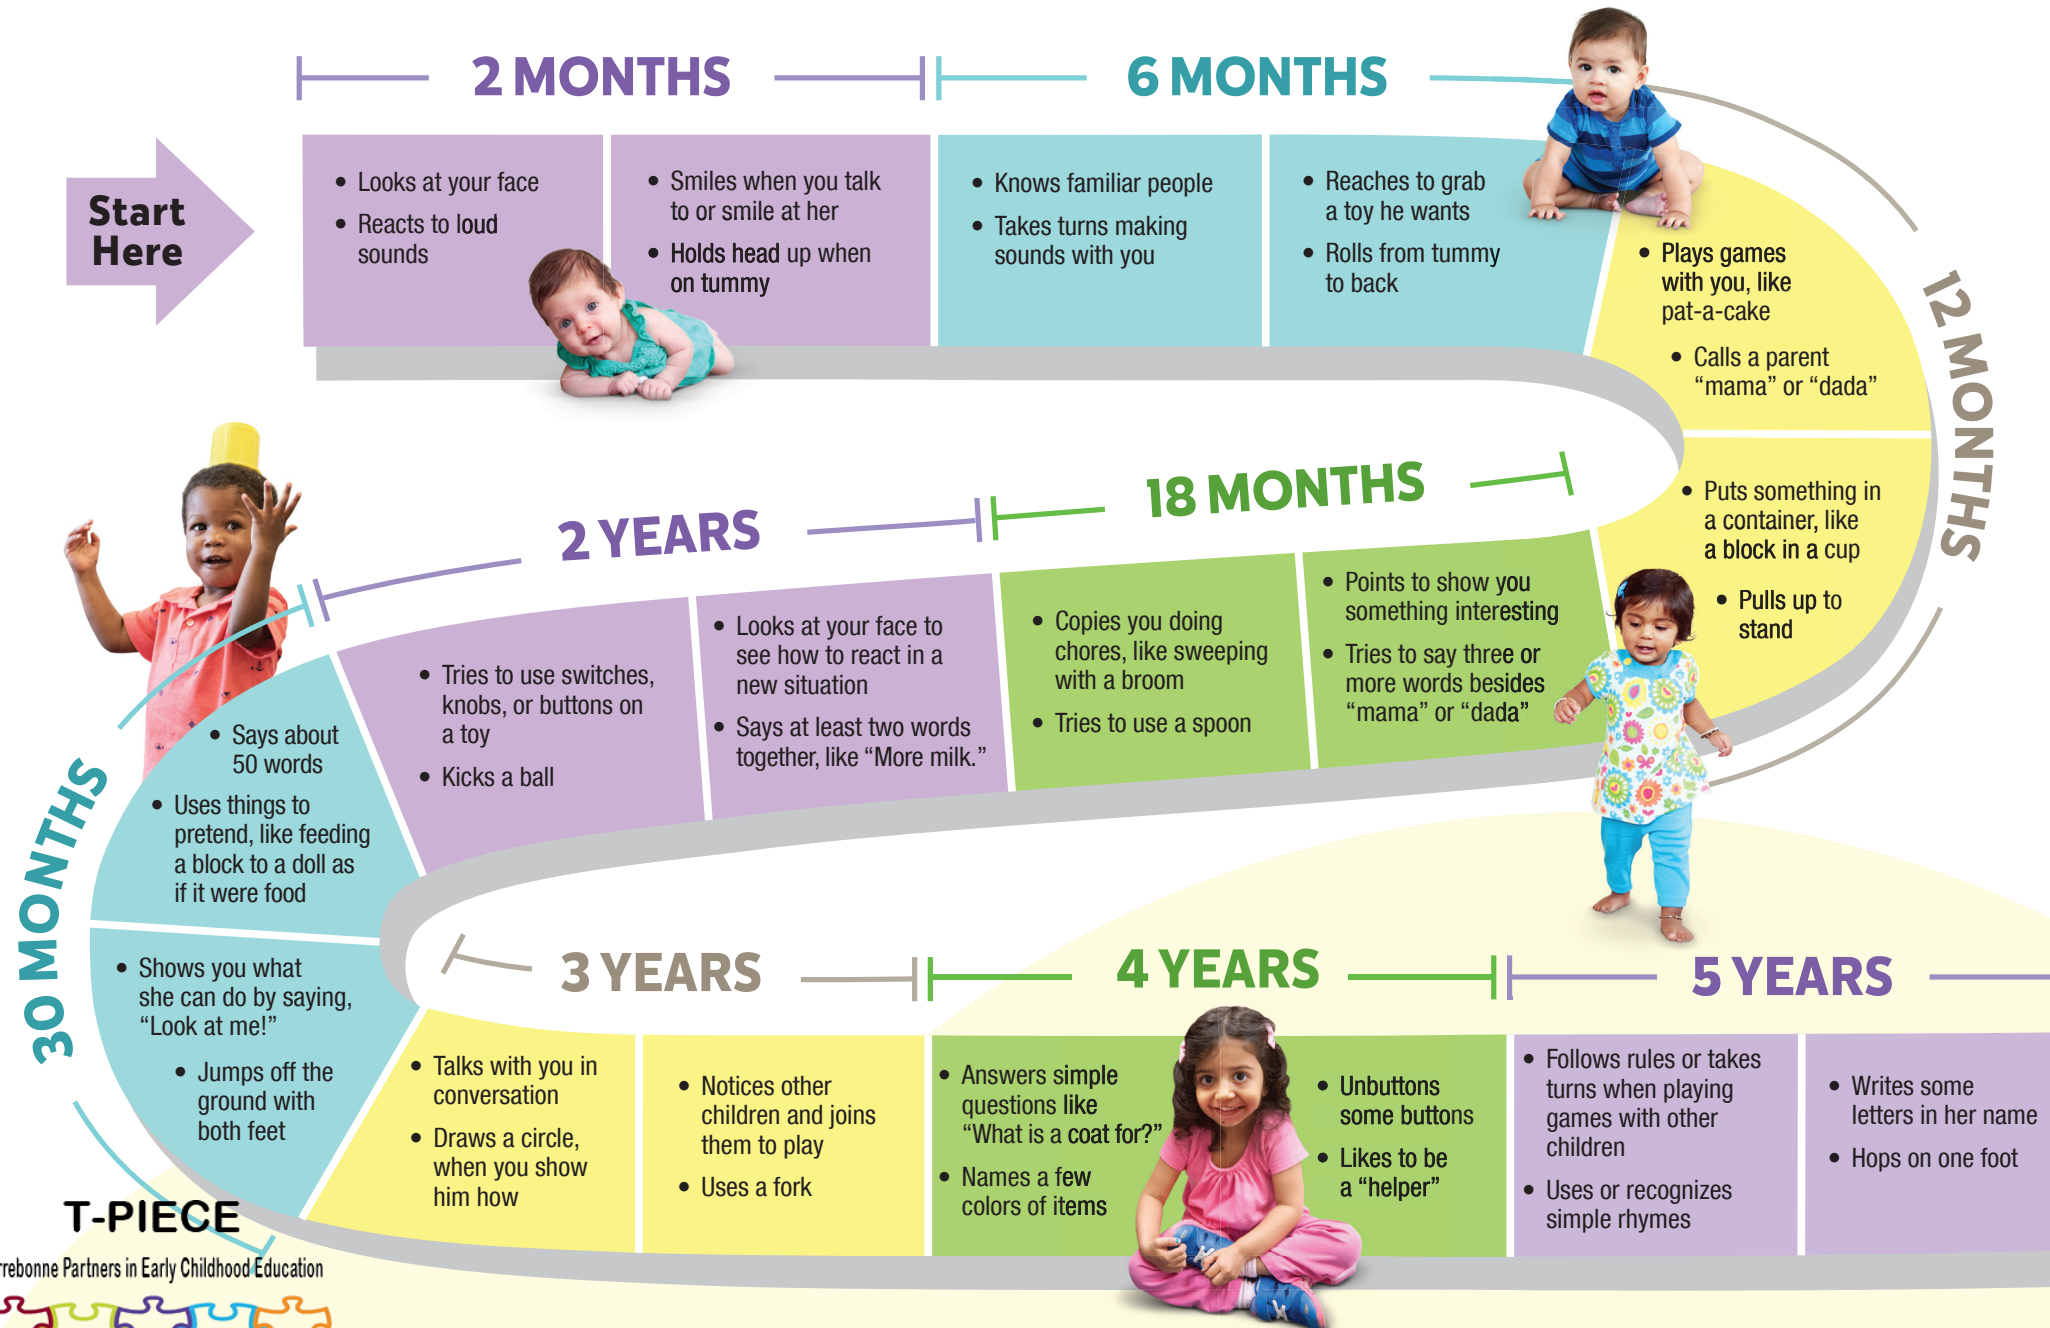 2 MONTHS
6 MONTHS
Start
Here
• Looks at your face
• Reacts to loud
sounds
• Smiles when you talk
to or smile at her
• Holds head up when
on tummy
• Knows familiar people
• Takes turns making
sounds with you
• Reaches to grab
a toy he wants
• Rolls from tummy
to back
12 MONTHS
• Plays games
with you, like
pat-a-cake
• Calls a parent
“mama” or “dada”
• Puts something in
a container, like
a block in a cup
• Pulls up to
stand
18 MONTHS
• Points to show you
something interesting
• Tries to say three or
more words besides
“mama” or “dada”
• Copies you doing
chores, like sweeping
with a broom
• Tries to use a spoon
2 YEARS
• Looks at your face to
see how to react in a
new situation
• Says at least two words
together, like “More milk.”
• Tries to use switches,
knobs, or buttons on
a toy
• Kicks a ball
30 MONTHS
• Says about
50 words
• Uses things to
pretend, like feeding
a block to a doll as
if it were food
• Shows you what
she can do by saying,
“Look at me!”
• Jumps off the
ground with
both feet
3 YEARS
• Talks with you in
conversation
• Draws a circle,
when you show
him how
• Notices other
children and joins
them to play
• Uses a fork
4 YEARS
• Answers simple
questions like
“What is a coat for?”
• Names a few
colors of items
• Unbuttons
some buttons
• Likes to be
a “helper”
5 YEARS
• Follows rules or takes
turns when playing
games with other
children
• Uses or recognizes
simple rhymes
• Writes some
letters in her name
• Hops on one foot
T-PIECE
rrebonne Partners in Early Childhood Education